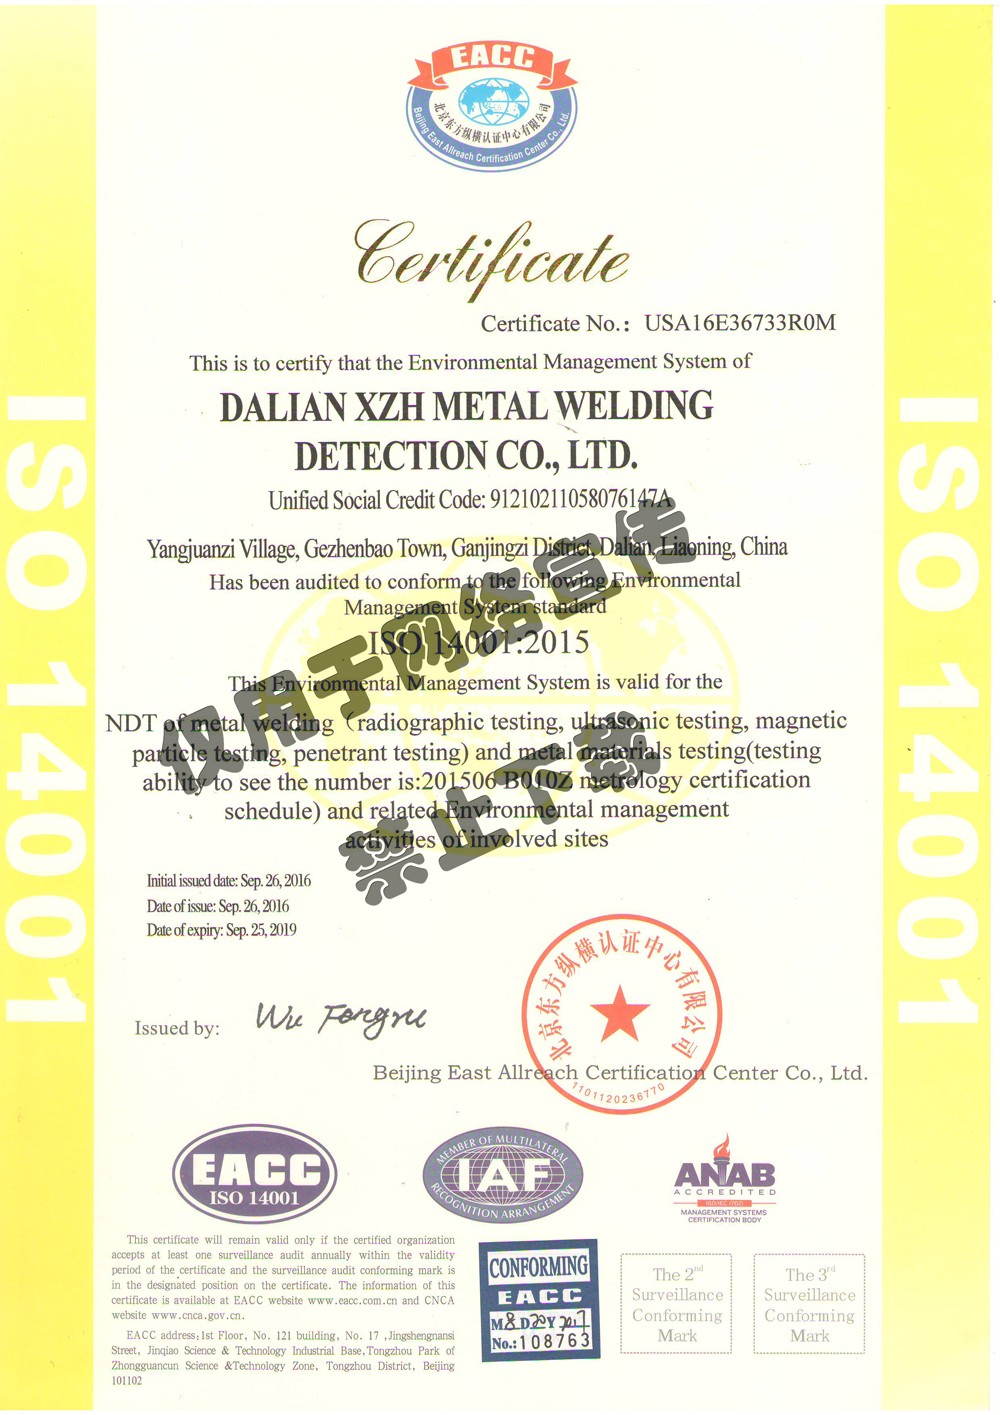 EACC
北京东方纵横认证中心有限公司
Beijing East Allreach Certification Center Co., Ltd.
Certificate
Certificate No.: USA16E36733R0M
This is to certify that the Environmental Management System of
DALIAN XZH METAL WELDING
DETECTION CO., LTD.
Unified Social Credit Code: 91210211058076147A
Yangjuanzi Village, Gezhenbao Town, Ganjingzi District, Dalian, Liaoning, China
Has been audited to conform to the following Environmental
Management System standard
ISO 14001:2015
This Environmental Management System is valid for the
NDT of metal welding (radiographic testing, ultrasonic testing, magnetic
particle testing, penetrant testing) and metal materials testing(testing
ability to see the number is:201506 B010Z metrology certification
schedule) and related Environmental management
activities of involved sites
仅用于网络宣传
禁止下载
ISO 14001
ISO 14001
Initial issued date: Sep. 26, 2016
Date of issue: Sep. 26, 2016
Date of expiry: Sep. 25, 2019
Issued by:
Wu Fengyu
北京东方纵横认证中心有限公司
1101120236770
Beijing East Allreach Certification Center Co., Ltd.
EACC
ISO 14001
MEMBER OF MULTILATERAL
IAF
RECOGNITION ARRANGEMENT
ANAB
ACCREDITED
MANAGEMENT SYSTEMS
CERTIFICATION BODY
This certificate will remain valid only if the certified organization
accepts at least one surveillance audit annually within the validity
period of the certificate and the surveillance audit conforming mark is
in the designated position on the certificate. The information of this
certificate is available at EACC website www.eacc.com.cn and CNCA
website www.cnca.gov.cn.
EACC address:1st Floor, No. 121 building, No. 17 ,Jingshengnansi
Street, Jinqiao Science & Technology Industrial Base,Tongzhou Park of
Zhongguancun Science &Technology Zone, Tongzhou District, Beijing
101102
CONFORMING
EACC
M8 D20 Y2017
No.:108763
The 2nd
Surveillance
Conforming
Mark
The 3rd
Surveillance
Conforming
Mark